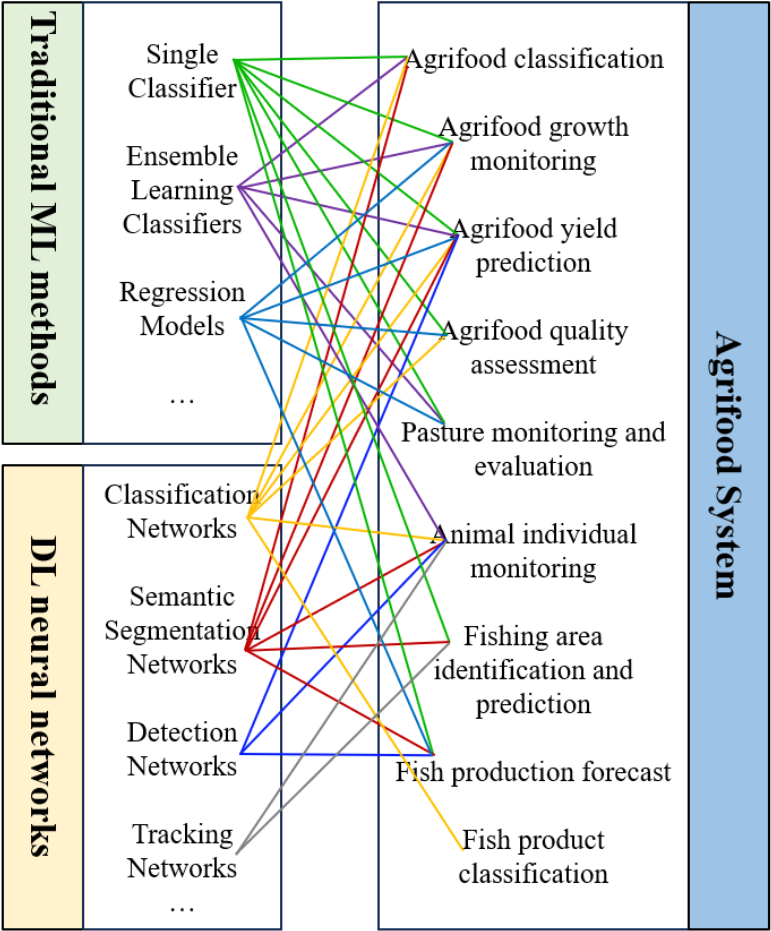 Traditional ML methods
Single
Classifier
Ensemble
Learning
Classifiers
Regression
Models
…
DL neural networks
Classification
Networks
Semantic
Segmentation
Networks
Detection
Networks
Tracking
Networks
…
Agrifood classification
Agrifood growth
monitoring
Agrifood yield
prediction
Agrifood quality
assessment
Pasture monitoring and
evaluation
Animal individual
monitoring
Fishing area
identification and
prediction
Fish production forecast
Fish product
classification
Agrifood System